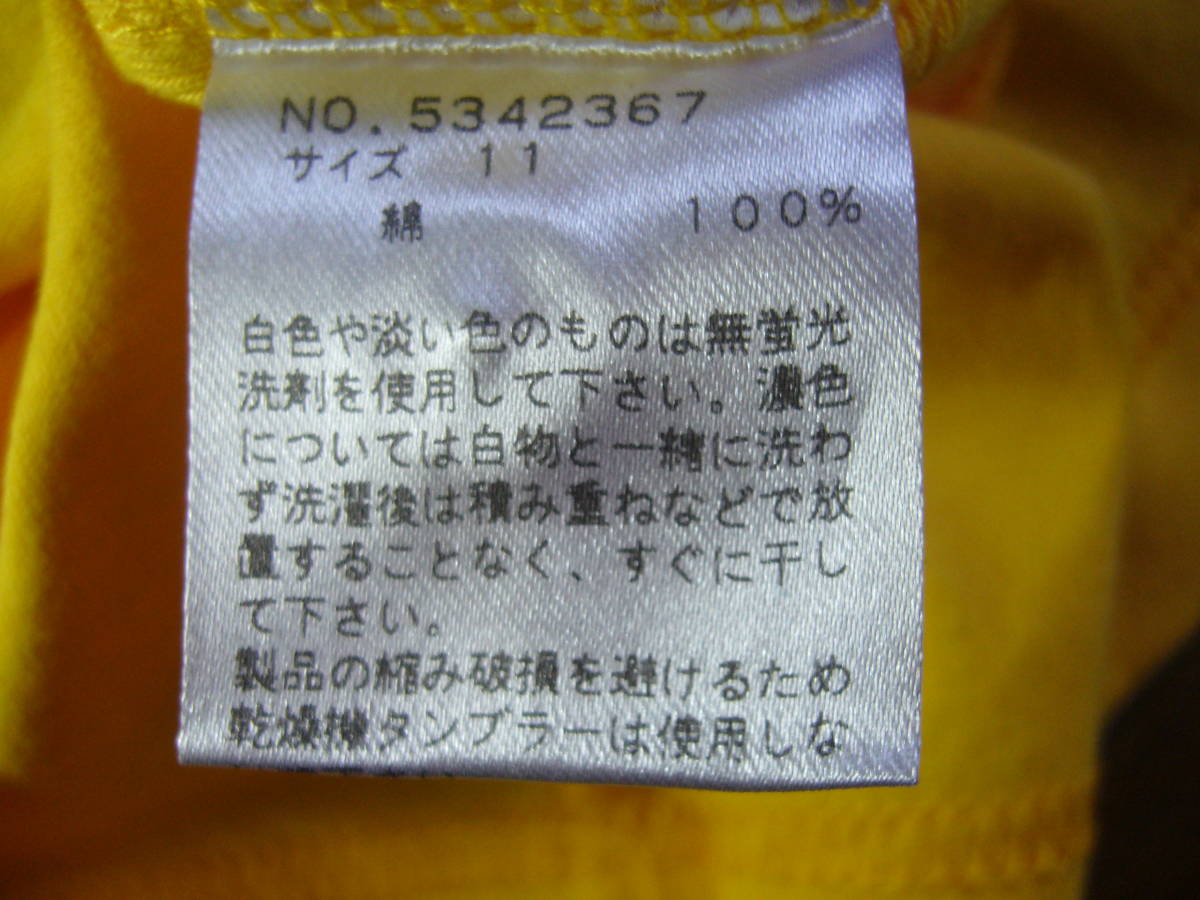 NO. 5342367
サイズ 11
綿 100%
白色や淡い色のものは無蛍光
洗剤を使用して下さい。濃色
については白物と一緒に洗わ
ず洗濯後は積み重ねなどで放
置することなく、すぐに干し
て下さい。
製品の縮み破損を避けるため
乾燥機タンブラーは使用しな